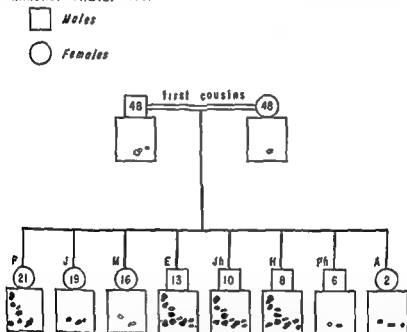 Males
Females
first cousins
48 48
P J M E Jh H Ph A
21 19 16 13 10 8 6 2